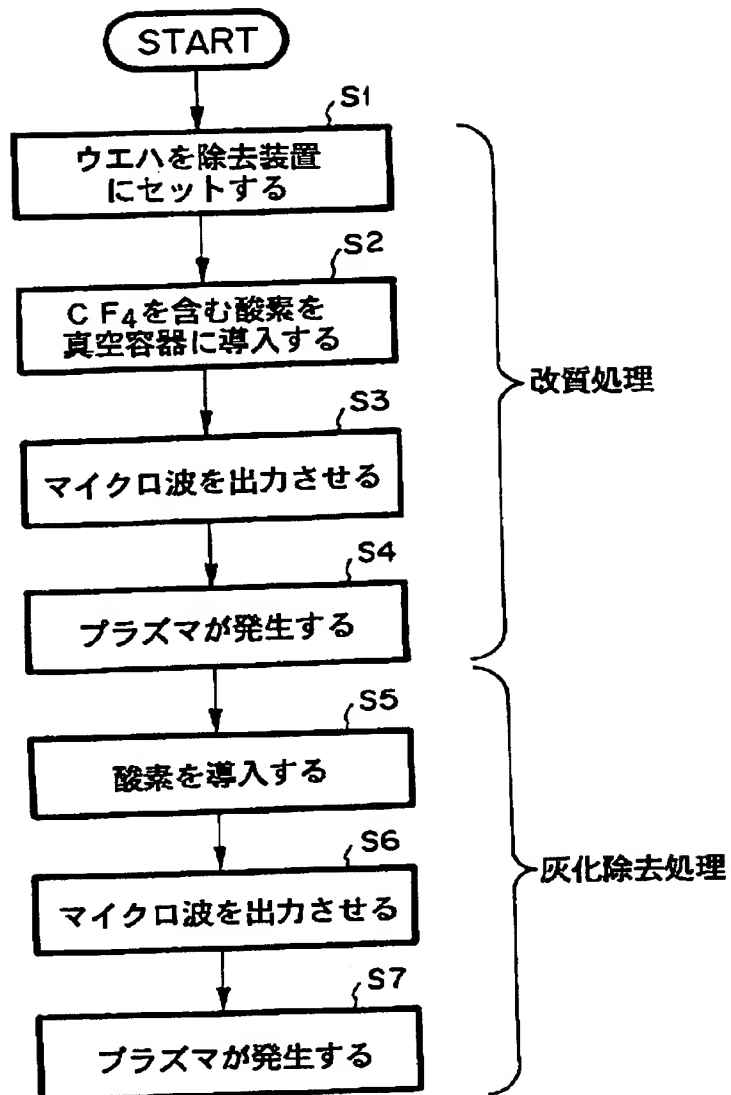 START
S1
ウエハを除去装置
にセットする
S2
CF₄を含む酸素を
真空容器に導入する
改質処理
S3
マイクロ波を出力させる
S4
プラズマが発生する
S5
酸素を導入する
S6
マイクロ波を出力させる
灰化除去処理
S7
プラズマが発生する